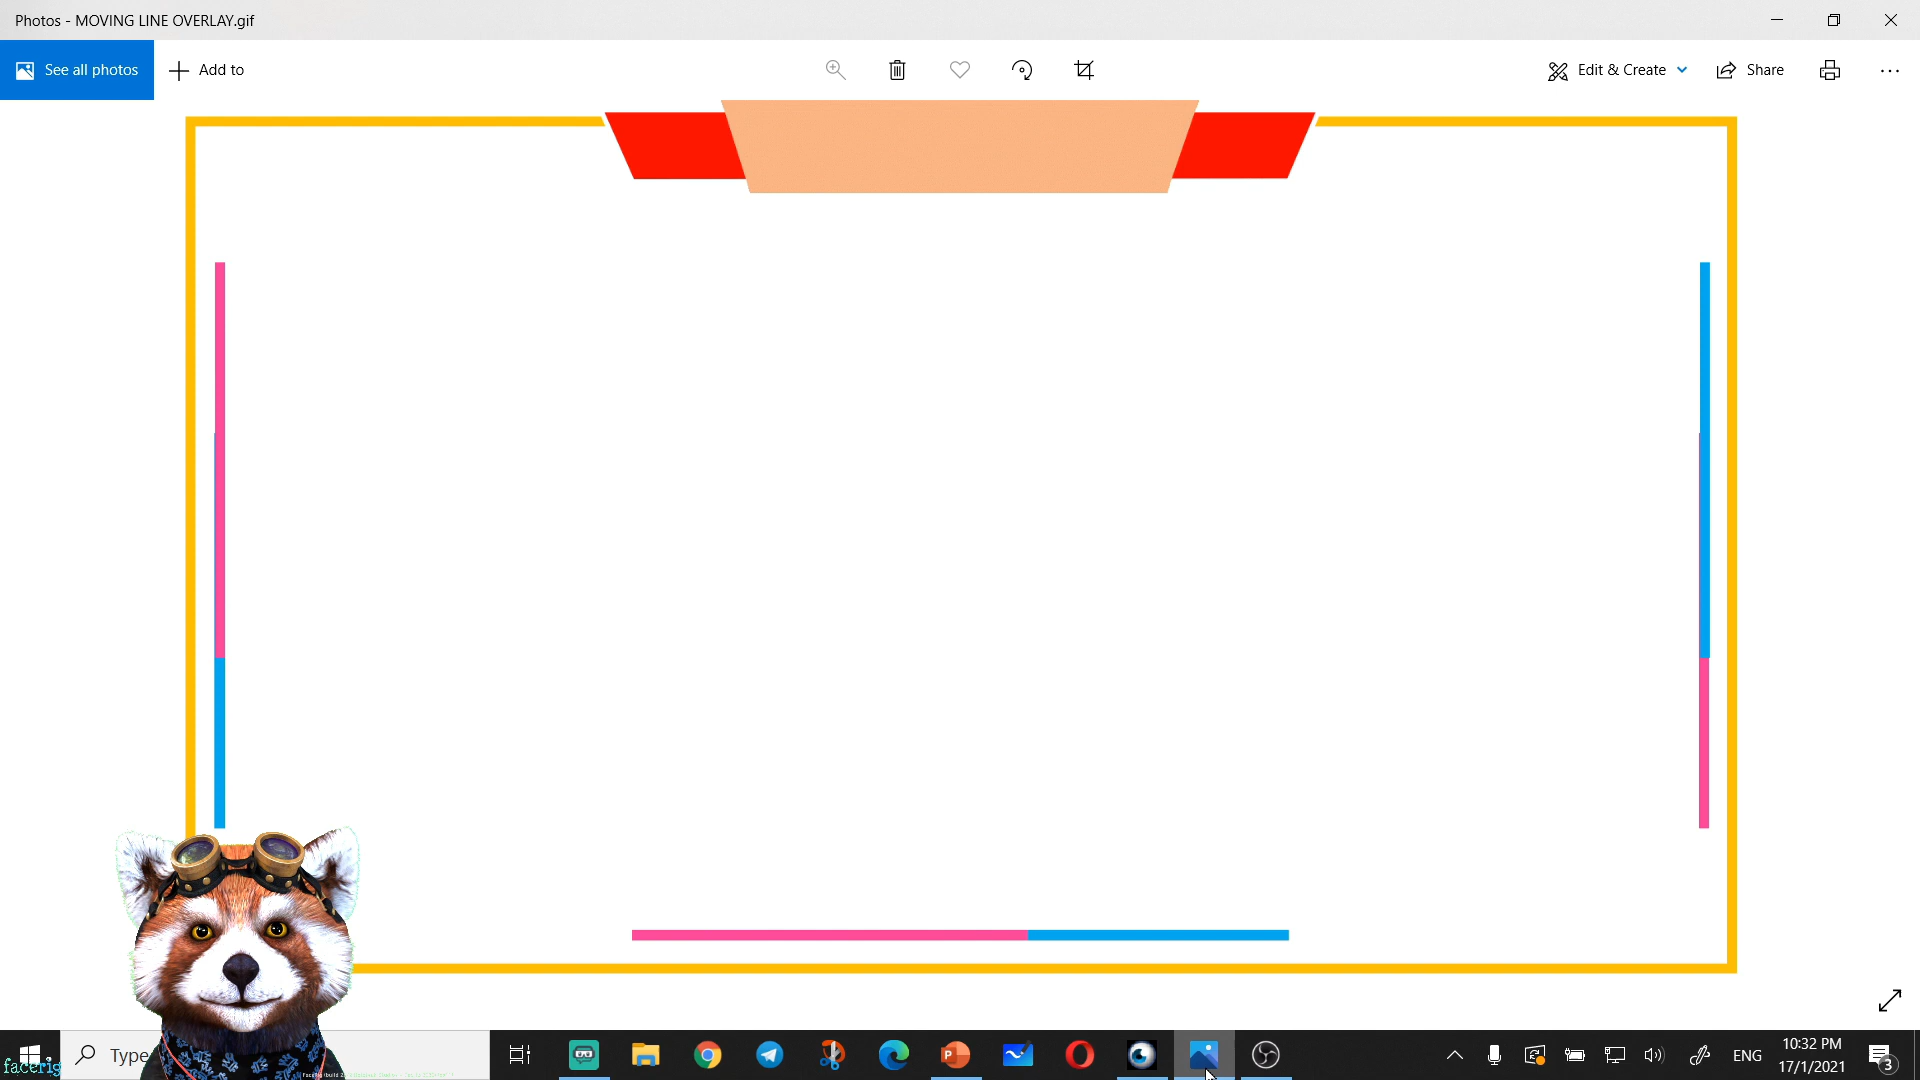 Photos - MOVING LINE OVERLAY.gif
See all photos
Add to
Edit & Create
Share
facerig
Type
P
ENG
10:32 PM
17/1/2021
3